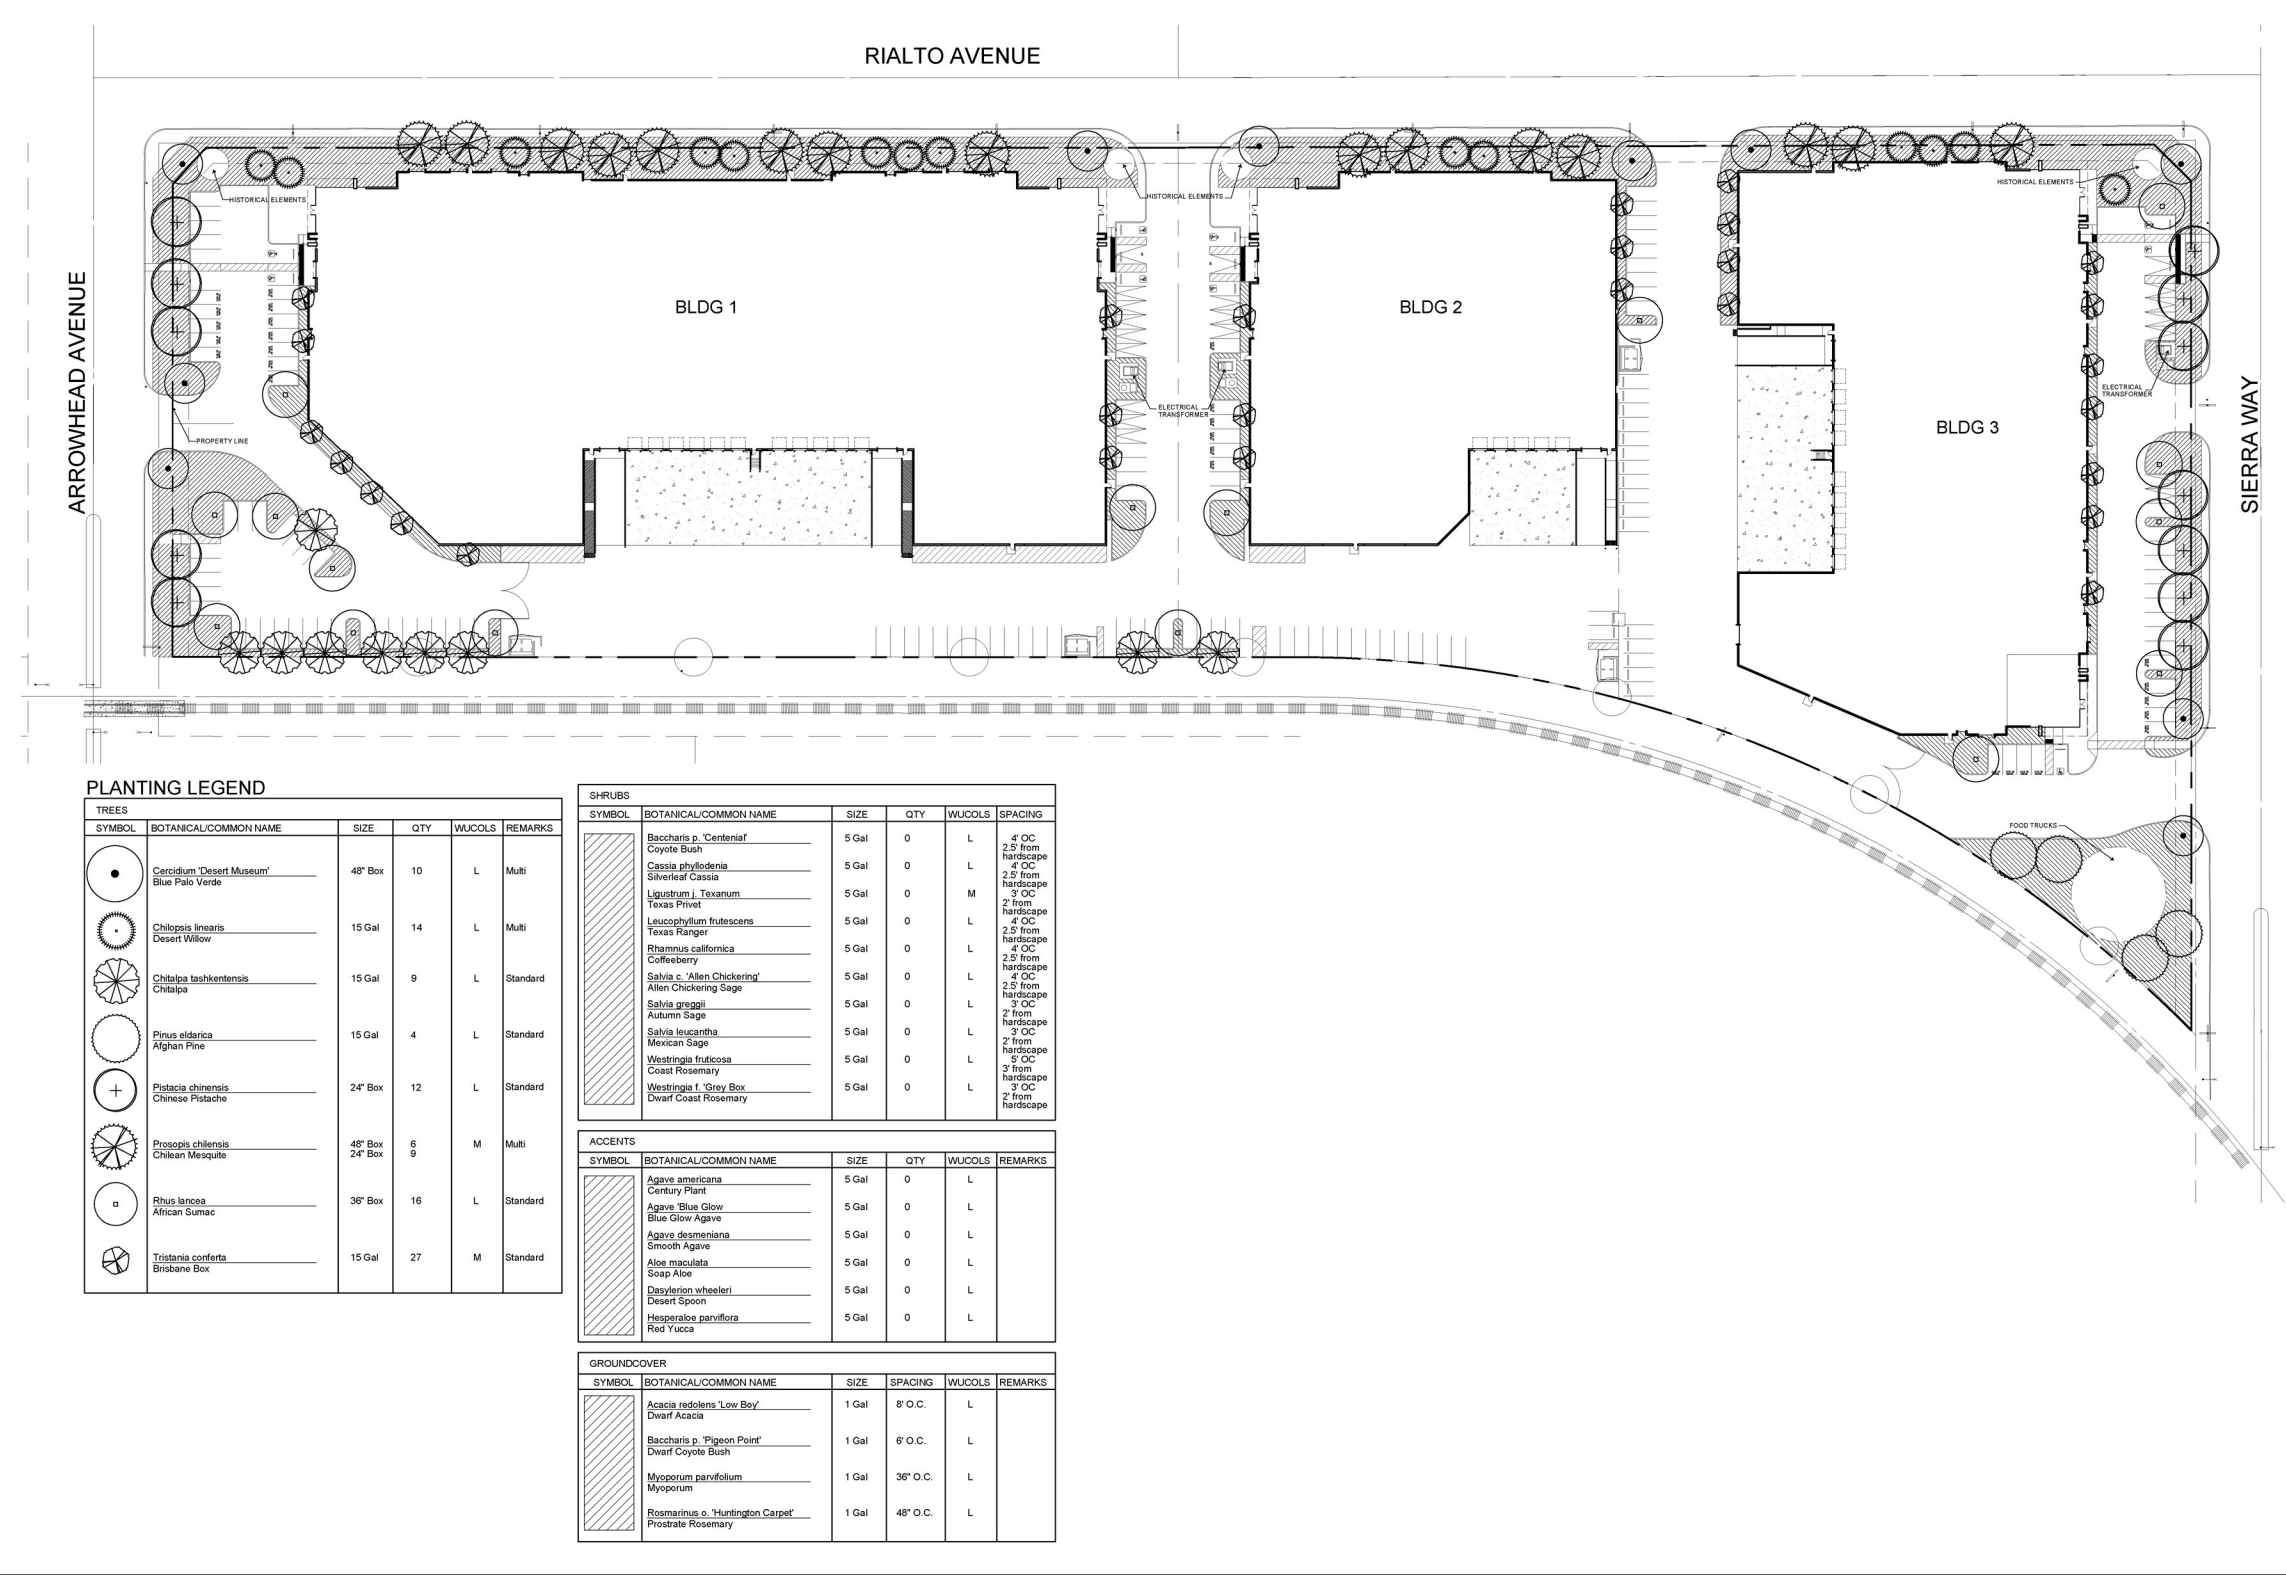 RIALTO AVENUE
ARROWHEAD AVENUE
SIERRA WAY
HISTORICAL ELEMENTS
HISTORICAL ELEMENTS
HISTORICAL ELEMENTS
BLDG 1
BLDG 2
BLDG 3
ELECTRICAL
TRANSFORMER
ELECTRICAL
TRANSFORMER
PROPERTY LINE
FOOD TRUCKS
PLANTING LEGEND
TREES
SYMBOL BOTANICAL/COMMON NAME SIZE QTY WUCOLS REMARKS
Cercidium 'Desert Museum' 48" Box 10 L Multi
Blue Palo Verde
Chilopsis linearis 15 Gal 14 L Multi
Desert Willow
Chitalpa tashkentensis 15 Gal 9 L Standard
Chitalpa
Pinus eldarica 15 Gal 4 L Standard
Afghan Pine
Pistacia chinensis 24" Box 12 L Standard
Chinese Pistache
Prosopis chilensis 48" Box 6 M Multi
Chilean Mesquite 24" Box 9
Rhus lancea 36" Box 16 L Standard
African Sumac
Tristania conferta 15 Gal 27 M Standard
Brisbane Box
SHRUBS
SYMBOL BOTANICAL/COMMON NAME SIZE QTY WUCOLS SPACING
Baccharis p. 'Centenial' 5 Gal 0 L 4' OC
Coyote Bush 2.5' from
hardscape
Cassia phyllodenia 5 Gal 0 L 4' OC
Silverleaf Cassia 2.5' from
hardscape
Ligustrum j. Texanum 5 Gal 0 M 3' OC
Texas Privet 2' from
hardscape
Leucophyllum frutescens 5 Gal 0 L 4' OC
Texas Ranger 2.5' from
hardscape
Rhamnus californica 5 Gal 0 L 4' OC
Coffeeberry 2.5' from
hardscape
Salvia c. 'Allen Chickering' 5 Gal 0 L 4' OC
Allen Chickering Sage 2.5' from
hardscape
Salvia greggii 5 Gal 0 L 3' OC
Autumn Sage 2' from
hardscape
Salvia leucantha 5 Gal 0 L 3' OC
Mexican Sage 2' from
hardscape
Westringia fruticosa 5 Gal 0 L 5' OC
Coast Rosemary 3' from
hardscape
Westringia f. 'Grey Box 5 Gal 0 L 3' OC
Dwarf Coast Rosemary 2' from
hardscape
ACCENTS
SYMBOL BOTANICAL/COMMON NAME SIZE QTY WUCOLS REMARKS
Agave americana 5 Gal 0 L
Century Plant
Agave 'Blue Glow 5 Gal 0 L
Blue Glow Agave
Agave desmeniana 5 Gal 0 L
Smooth Agave
Aloe maculata 5 Gal 0 L
Soap Aloe
Dasylerion wheeleri 5 Gal 0 L
Desert Spoon
Hesperaloe parviflora 5 Gal 0 L
Red Yucca
GROUNDCOVER
SYMBOL BOTANICAL/COMMON NAME SIZE SPACING WUCOLS REMARKS
Acacia redolens 'Low Boy' 1 Gal 8' O.C. L
Dwarf Acacia
Baccharis p. 'Pigeon Point' 1 Gal 6' O.C. L
Dwarf Coyote Bush
Myoporum parvifolium 1 Gal 36" O.C. L
Myoporum
Rosmarinus o. 'Huntington Carpet' 1 Gal 48" O.C. L
Prostrate Rosemary